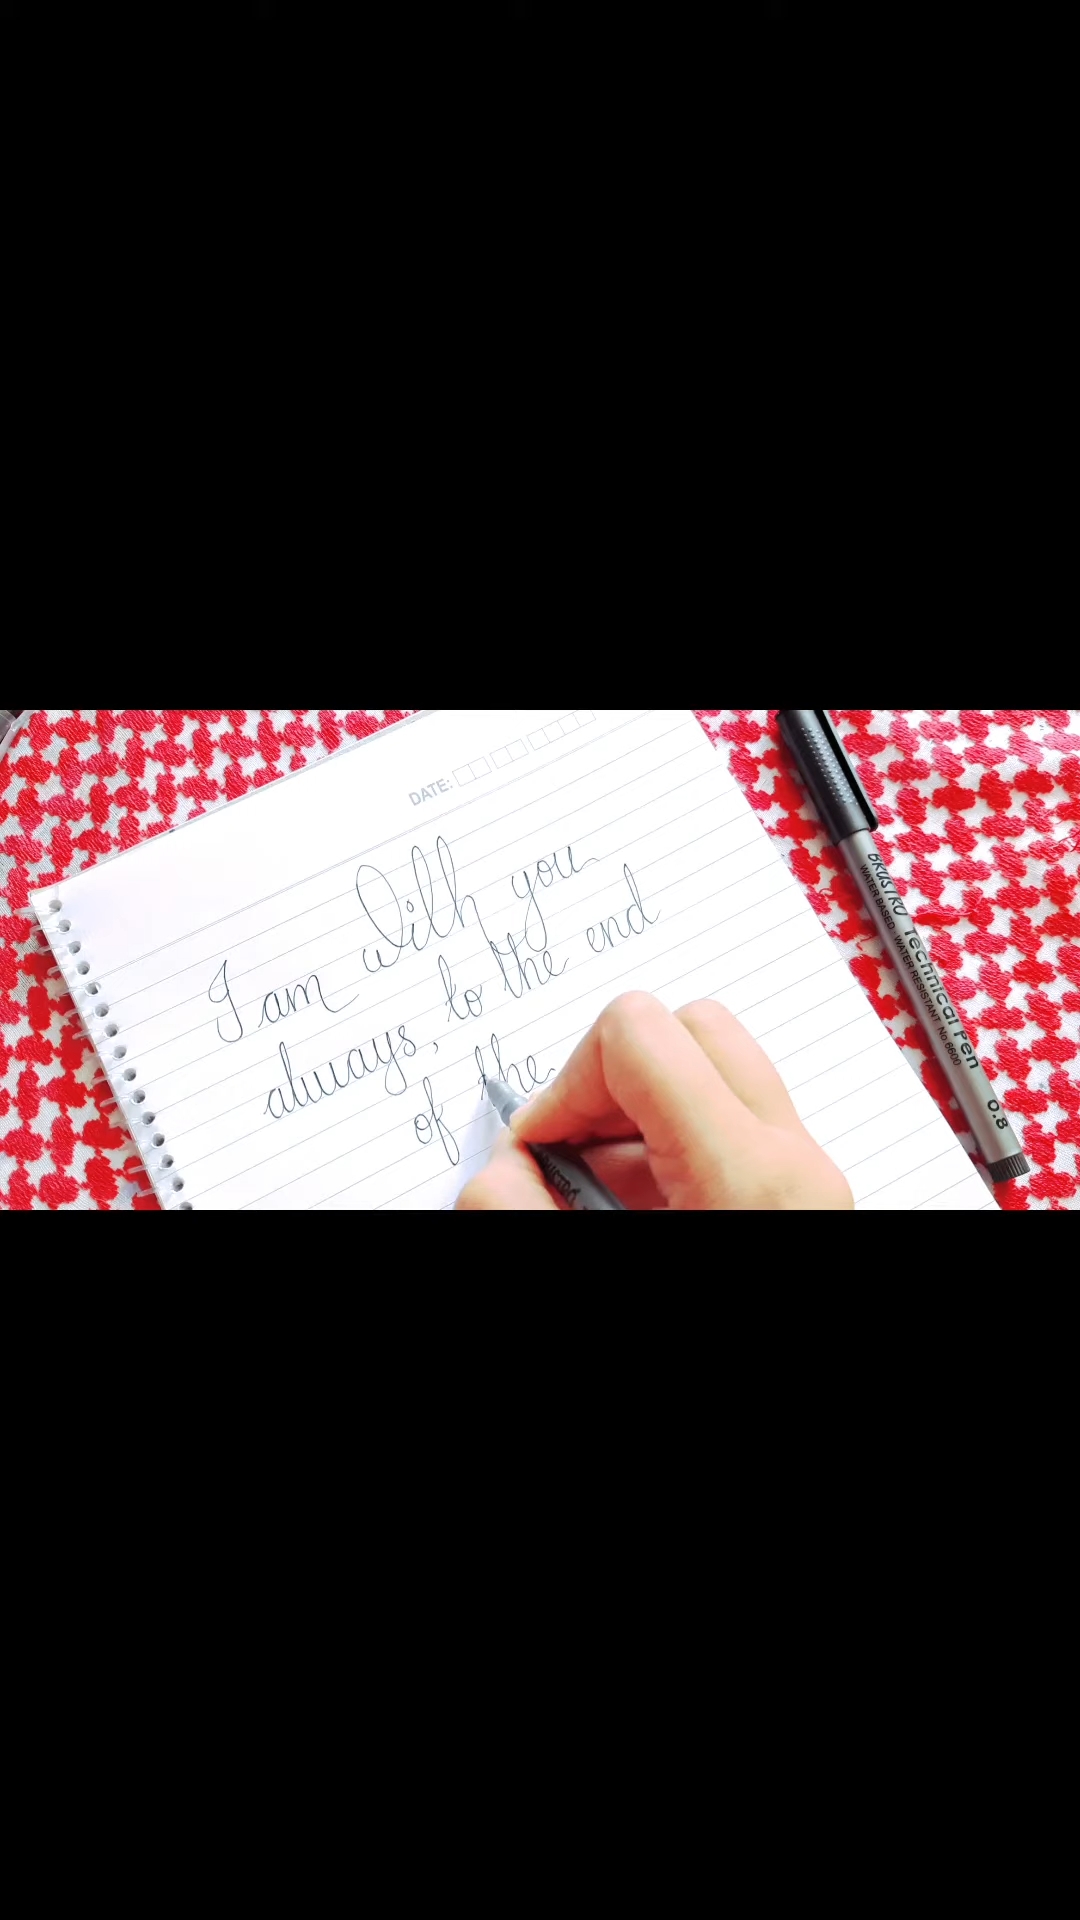 DATE:
I am with you
always, to the end
of the
BRUSTRO Technical Pen 0.8
WATER BASED, WATER RESISTANT No 6600